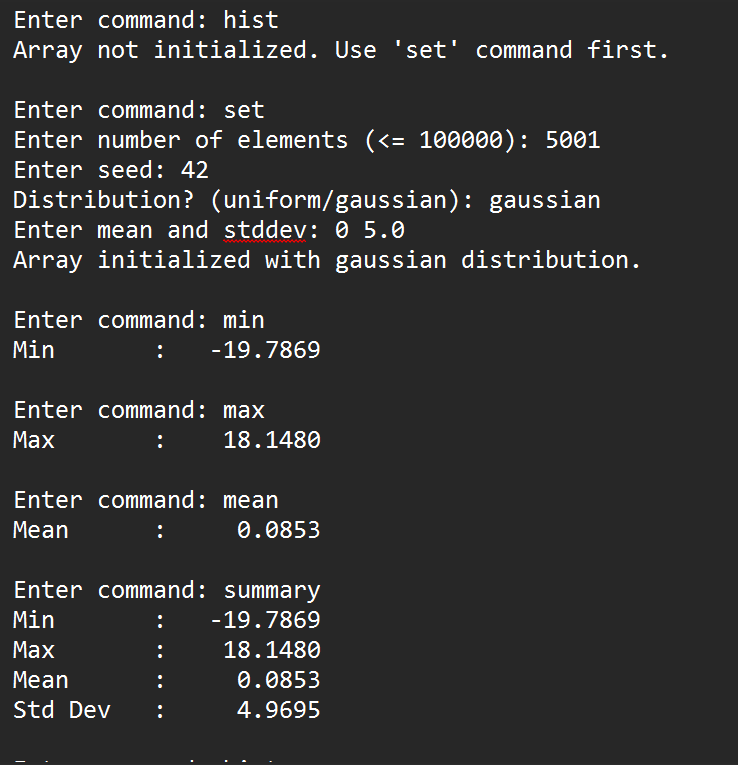 Enter command: hist
Array not initialized. Use 'set' command first.
Enter command: set
Enter number of elements (<= 100000): 5001
Enter seed: 42
Distribution? (uniform/gaussian): gaussian
Enter mean and stddev: 0 5.0
Array initialized with gaussian distribution.
Enter command: min
Min : -19.7869
Enter command: max
Max : 18.1480
Enter command: mean
Mean : 0.0853
Enter command: summary
Min : -19.7869
Max : 18.1480
Mean : 0.0853
Std Dev : 4.9695